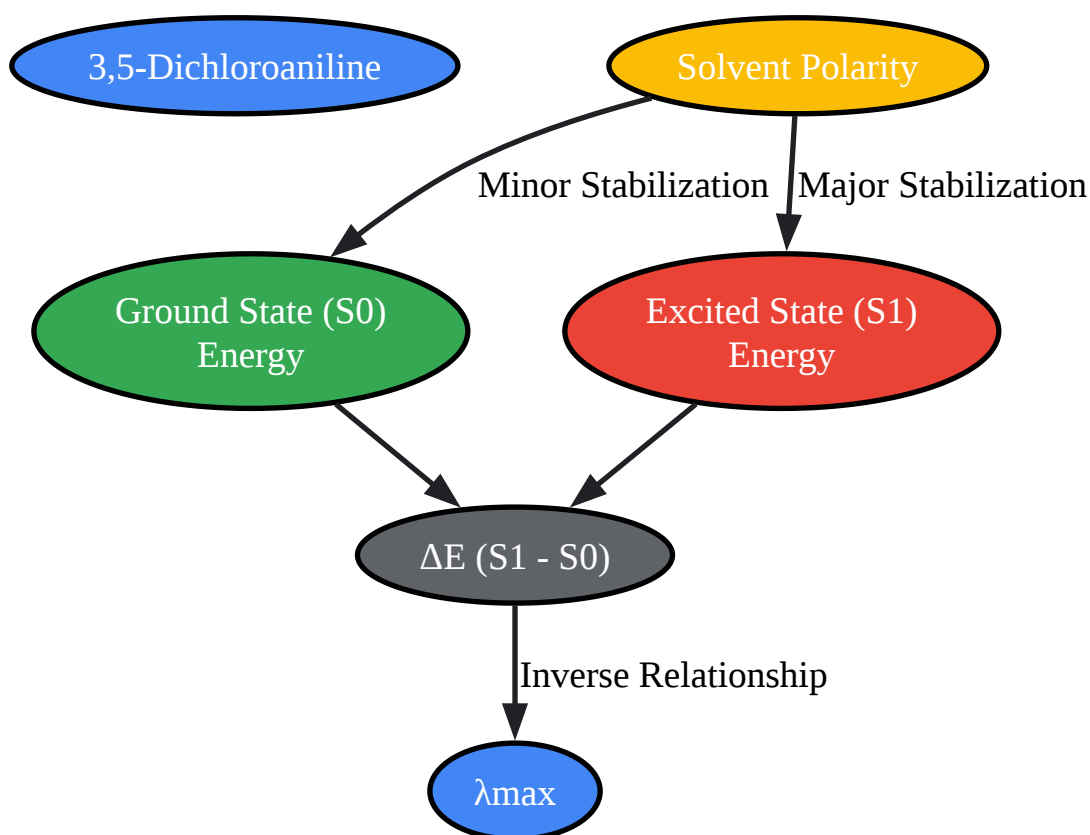 3,5-Dichloroaniline
Solvent Polarity
Minor Stabilization
Major Stabilization
Ground State (S0)
Energy
Excited State (S1)
Energy
ΔE (S1 - S0)
Inverse Relationship
λmax